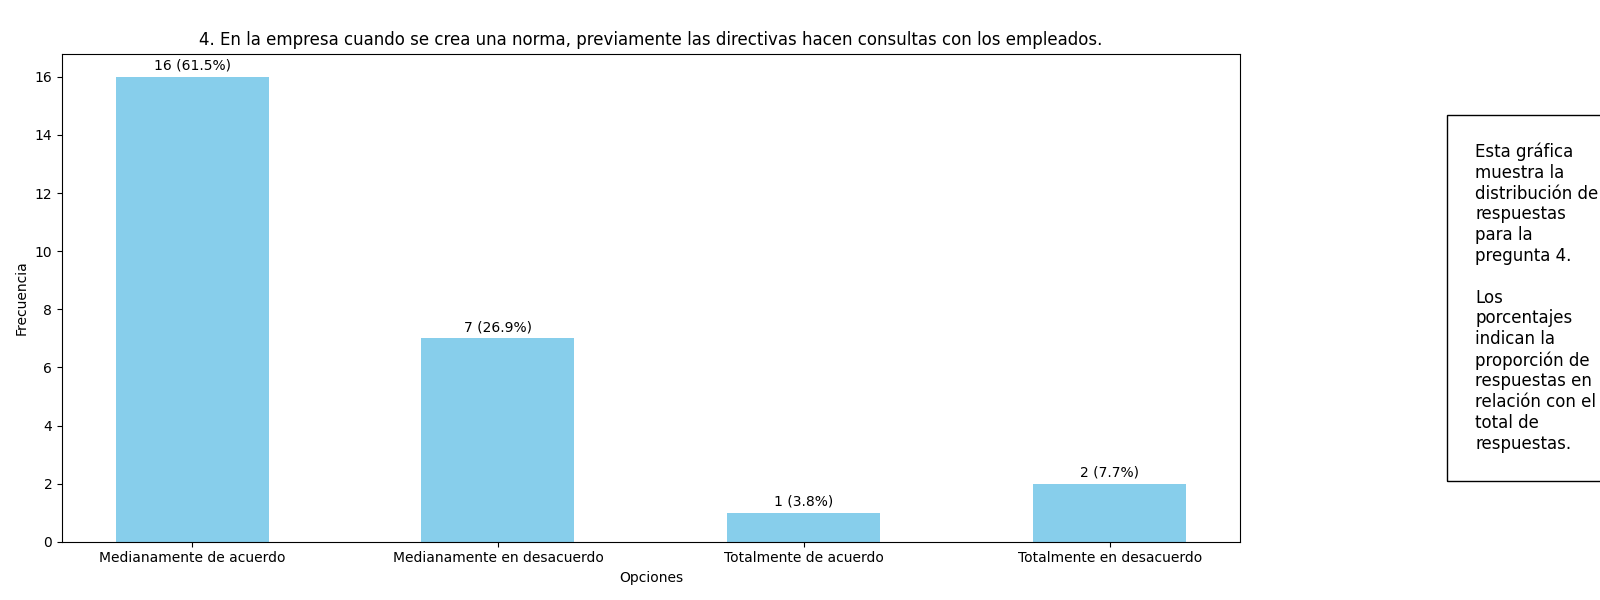 4. En la empresa cuando se crea una norma, previamente las directivas hacen consultas con los empleados.
16 (61.5%)
7 (26.9%)
1 (3.8%)
2 (7.7%)
16
14
12
10
8
6
4
2
0
Frecuencia
Medianamente de acuerdo
Medianamente en desacuerdo
Totalmente de acuerdo
Totalmente en desacuerdo
Opciones
Esta gráfica
muestra la
distribución de
respuestas
para la
pregunta 4.
Los
porcentajes
indican la
proporción de
respuestas en
relación con el
total de
respuestas.